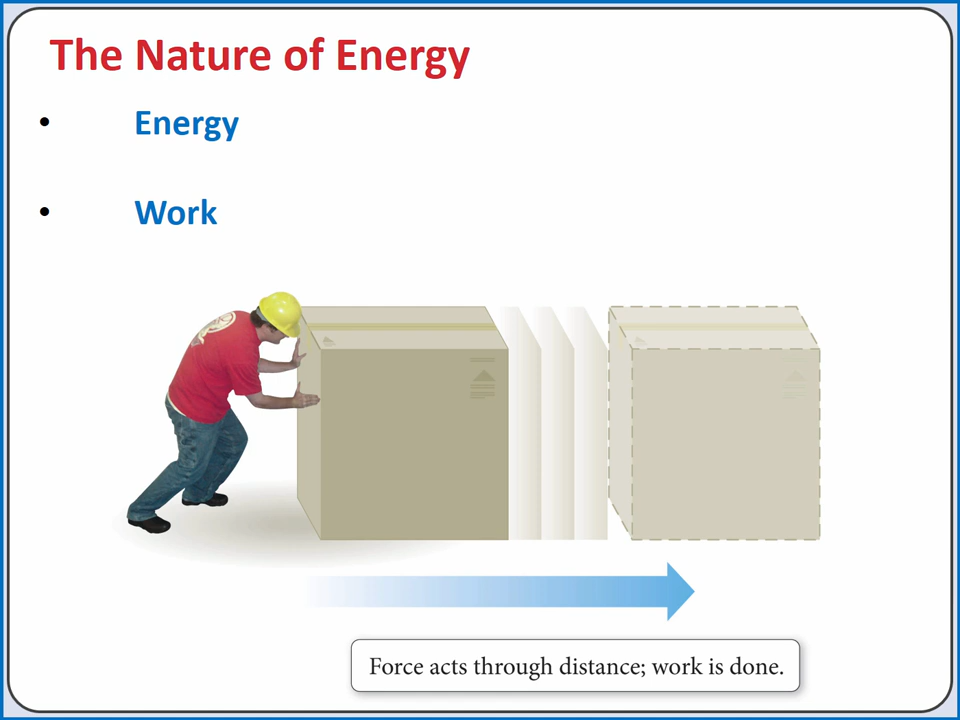 The Nature of Energy
• Energy
• Work
Force acts through distance; work is done.